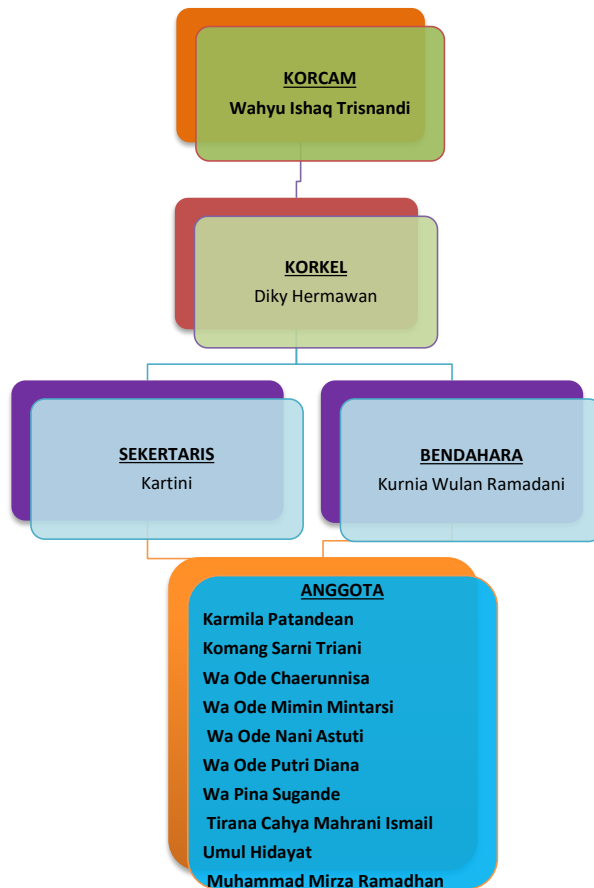 KORCAM
Wahyu Ishaq Trisnandi
KORKEL
Diky Hermawan
SEKERTARIS
Kartini
BENDAHARA
Kurnia Wulan Ramadani
ANGGOTA
Karmila Patandean
Komang Sarni Triani
Wa Ode Chaerunnisa
Wa Ode Mimin Mintarsi
Wa Ode Nani Astuti
Wa Ode Putri Diana
Wa Pina Sugande
Tirana Cahya Mahrani Ismail
Umul Hidayat
Muhammad Mirza Ramadhan